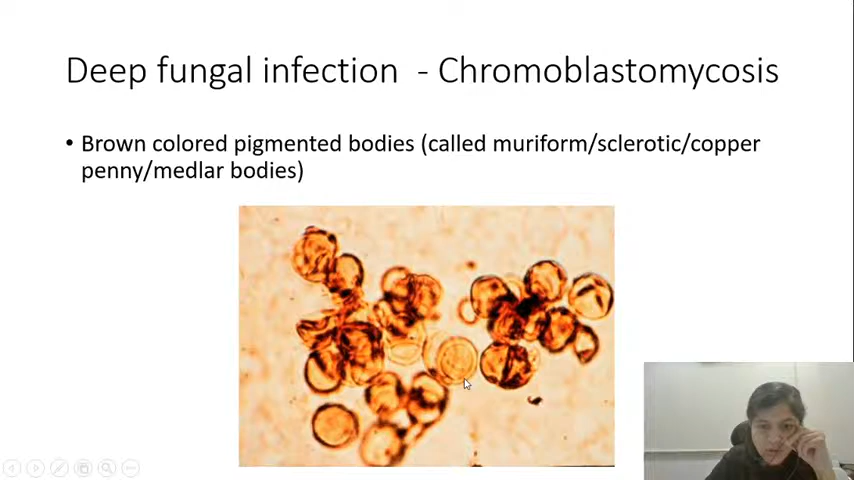 Deep fungal infection - Chromoblastomycosis
• Brown colored pigmented bodies (called muriform/sclerotic/copper
penny/medlar bodies)